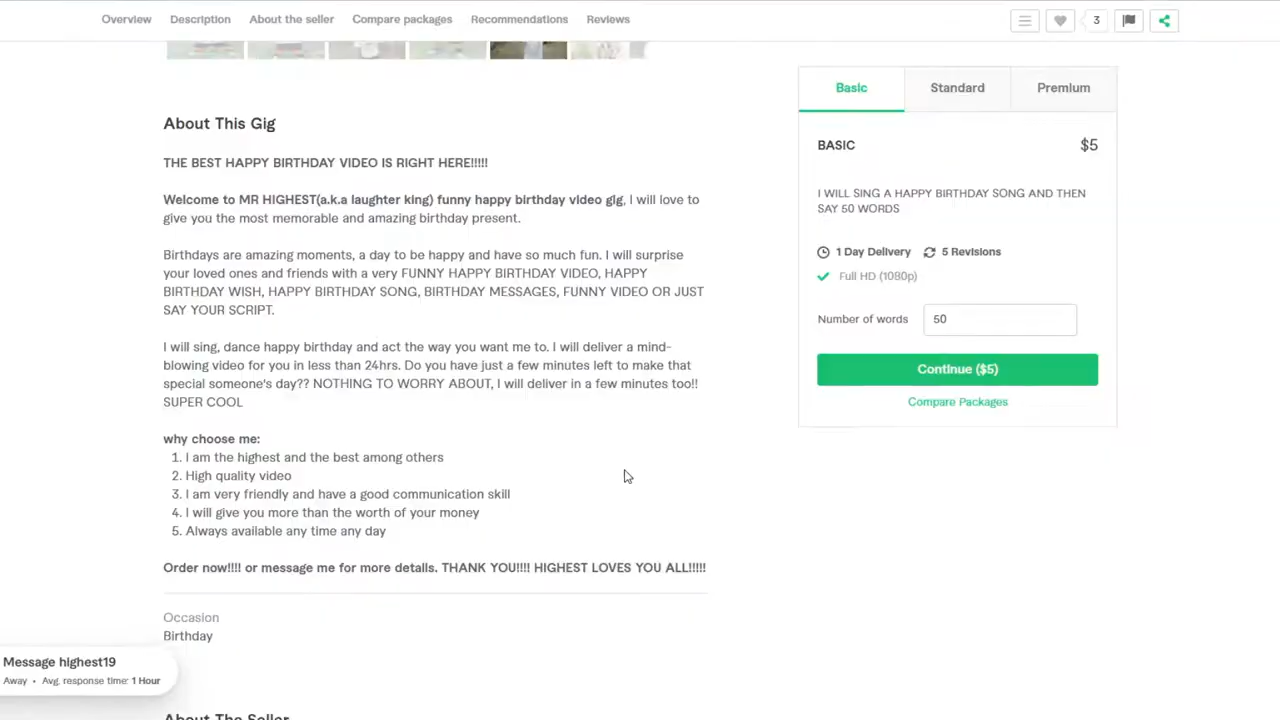 Overview Description About the seller Compare packages Recommendations Reviews
3
About This Gig
THE BEST HAPPY BIRTHDAY VIDEO IS RIGHT HERE!!!!!
Welcome to MR HIGHEST(a.k.a laughter king) funny happy birthday video gig, I will love to
give you the most memorable and amazing birthday present.
Birthdays are amazing moments, a day to be happy and have so much fun. I will surprise
your loved ones and friends with a very FUNNY HAPPY BIRTHDAY VIDEO, HAPPY
BIRTHDAY WISH, HAPPY BIRTHDAY SONG, BIRTHDAY MESSAGES, FUNNY VIDEO OR JUST
SAY YOUR SCRIPT.
I will sing, dance happy birthday and act the way you want me to. I will deliver a mind-
blowing video for you in less than 24hrs. Do you have just a few minutes left to make that
special someone's day?? NOTHING TO WORRY ABOUT, I will deliver in a few minutes too!!
SUPER COOL
why choose me:
1. I am the highest and the best among others
2. High quality video
3. I am very friendly and have a good communication skill
4. I will give you more than the worth of your money
5. Always available any time any day
Order now!!!! or message me for more details. THANK YOU!!!! HIGHEST LOVES YOU ALL!!!!!
Occasion
Birthday
Message highest19
Away • Avg. response time: 1 Hour
About The Seller
Basic Standard Premium
BASIC $5
I WILL SING A HAPPY BIRTHDAY SONG AND THEN
SAY 50 WORDS
1 Day Delivery 5 Revisions
Full HD (1080p)
Number of words 50
Continue ($5)
Compare Packages